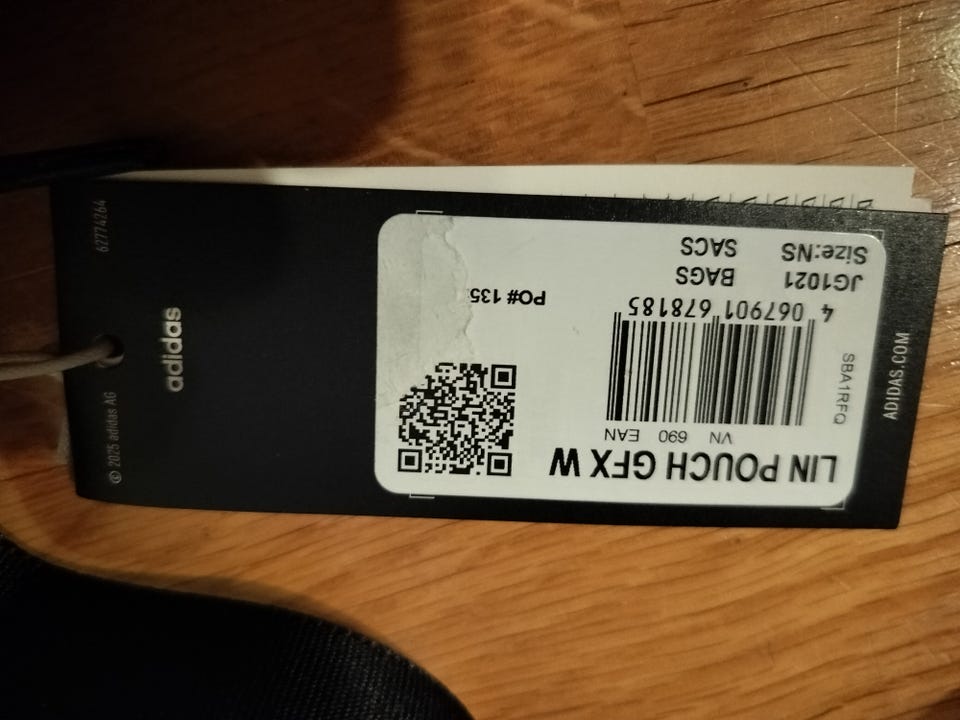 LIN POUCH GFX W
VN 690 EAN
SBA1RFQ
4 067901 678185
JG1021 BAGS
Size:NS SACS
PO# 135
adidas
© 2025 adidas AG
62774264
ADIDAS.COM